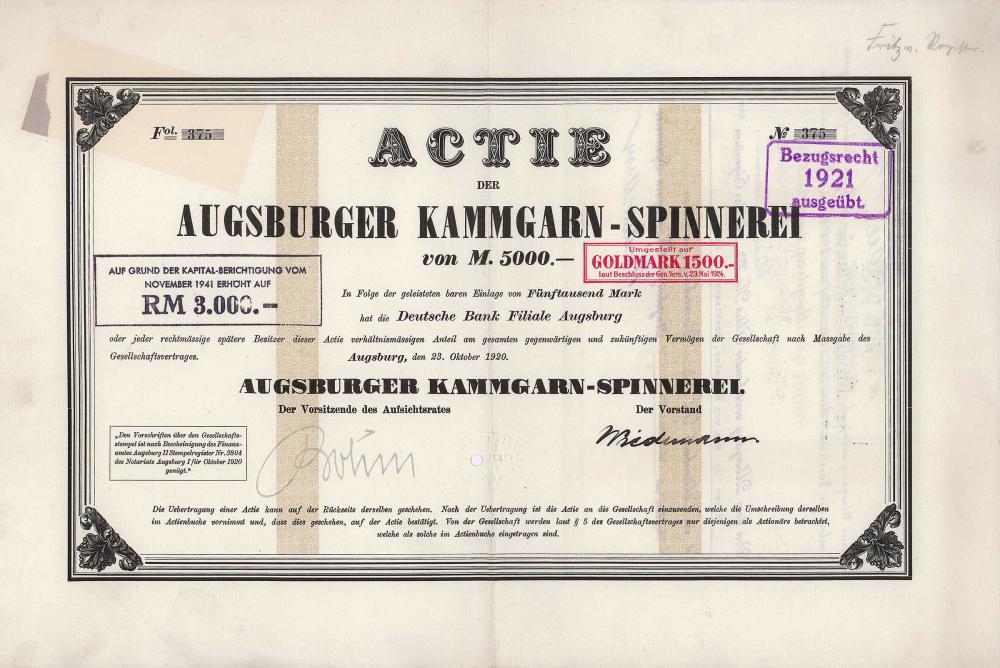 Fritz v.
Fol. 375
№ 375
ACTIE
DER
AUGSBURGER KAMMGARN-SPINNEREI
von M. 5000.—
Bezugsrecht
1921
ausgeübt.
Umgestellt auf
GOLDMARK 1500.-
laut Beschluss der Gen. Vers. v. 23. Mai 1924.
AUF GRUND DER KAPITAL-BERICHTIGUNG VOM
NOVEMBER 1941 ERHÖHT AUF
RM 3.000.-
In Folge der geleisteten baren Einlage von Fünftausend Mark
hat die Deutsche Bank Filiale Augsburg
oder jeder rechtmässige spätere Besitzer dieser Actie verhältnismässigen Anteil am gesamten gegenwärtigen und zukünftigen Vermögen der Gesellschaft nach Massgabe des
Gesellschaftsvertrages.
Augsburg, den 23. Oktober 1920.
AUGSBURGER KAMMGARN-SPINNEREI.
Der Vorsitzende des Aufsichtsrates
Der Vorstand
„Den Vorschriften über den Gesellschafts-
stempel ist nach Bescheinigung des Finanz-
amtes Augsburg II Stempelregister Nr. 3804
des Notariats Augsburg I für Oktober 1920
genügt.“
Wiedemann
Die Uebertragung einer Actie kann auf der Rückseite derselben geschehen. Nach der Uebertragung ist die Actie an die Gesellschaft einzusenden, welche die Umschreibung derselben
im Actienbuche vornimmt und, dass dies geschehen, auf der Actie bestätigt. Von der Gesellschaft werden laut § 5 des Gesellschaftsvertrages nur diejenigen als Actionäre betrachtet,
welche als solche im Actienbuche eingetragen sind.